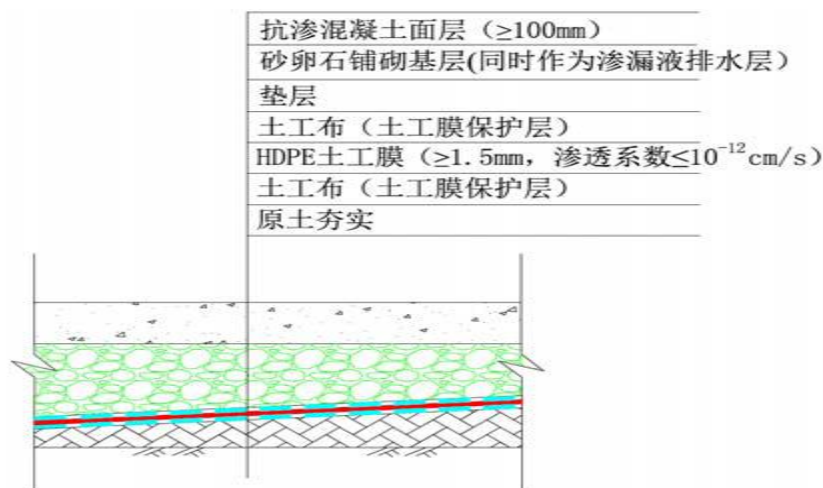 抗渗混凝土面层（≥100mm）
砂卵石铺砌基层(同时作为渗漏液排水层）
垫层
土工布（土工膜保护层）
HDPE土工膜（≥1.5mm，渗透系数≤10⁻¹²cm/s）
土工布（土工膜保护层）
原土夯实